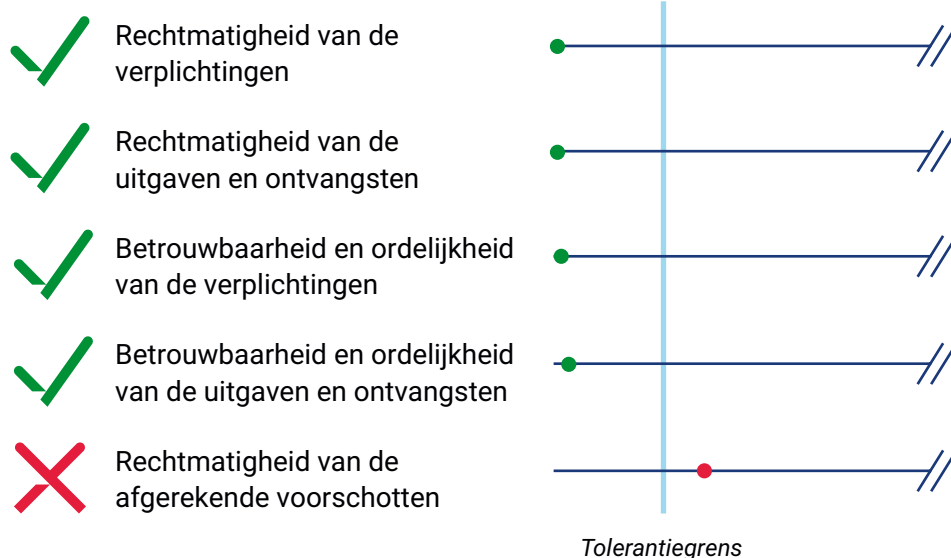 Rechtmatigheid van de
verplichtingen
Rechtmatigheid van de
uitgaven en ontvangsten
Betrouwbaarheid en ordelijkheid
van de verplichtingen
Betrouwbaarheid en ordelijkheid
van de uitgaven en ontvangsten
Rechtmatigheid van de
afgerekende voorschotten
Tolerantiegrens